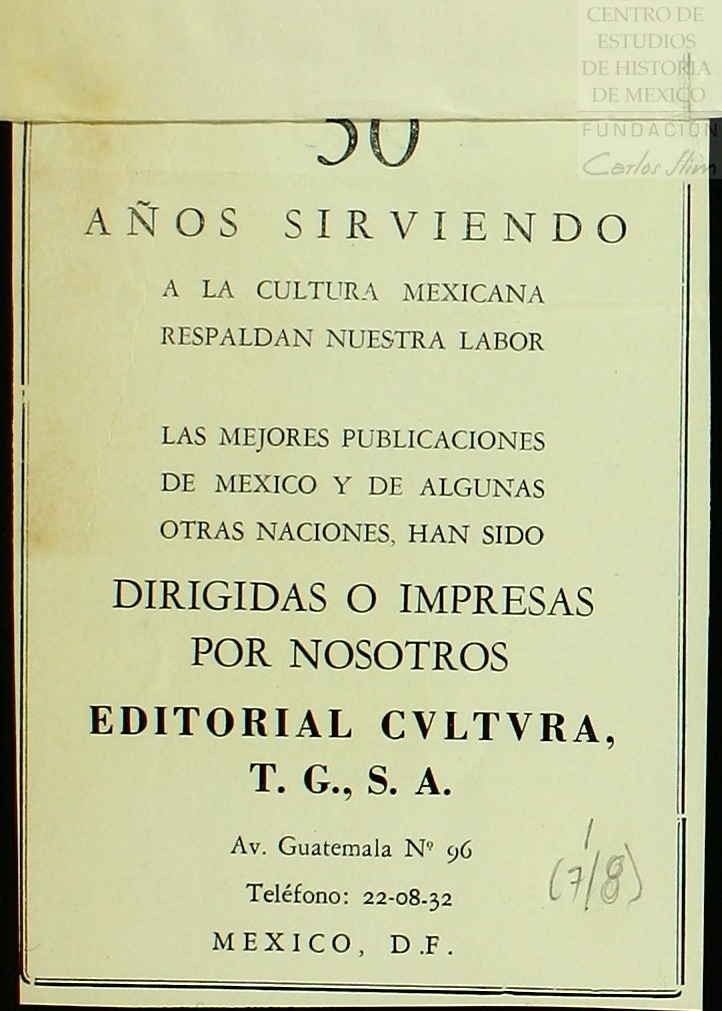 CENTRO DE
ESTUDIOS
DE HISTORIA
DE MEXICO
FUNDACIÓN
Carlos Slim
AÑOS SIRVIENDO
A LA CULTURA MEXICANA
RESPALDAN NUESTRA LABOR
LAS MEJORES PUBLICACIONES
DE MEXICO Y DE ALGUNAS
OTRAS NACIONES, HAN SIDO
DIRIGIDAS O IMPRESAS
POR NOSOTROS
EDITORIAL CVLTVRA,
T. G., S. A.
Av. Guatemala Nº 96
Teléfono: 22-08-32
MEXICO, D.F.
1
(7/8)